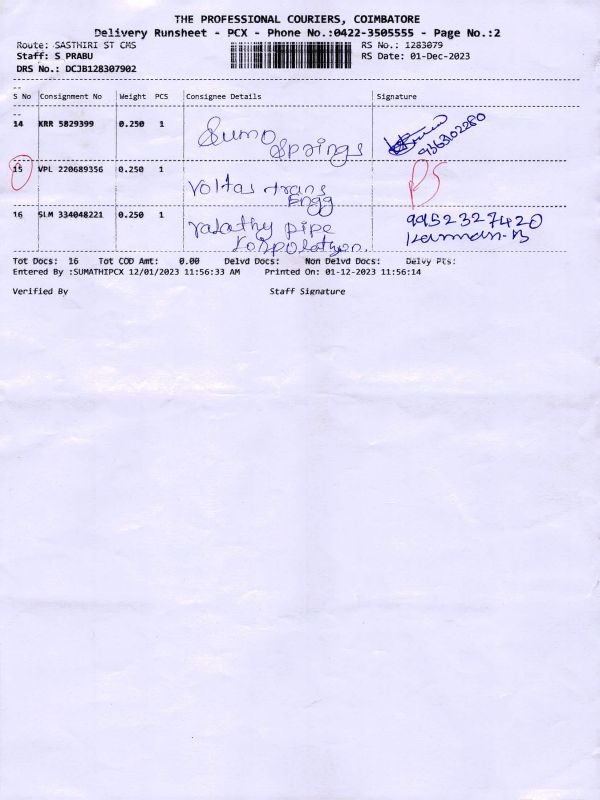 THE PROFESSIONAL COURIERS, COIMBATORE
Delivery Runsheet - PCX - Phone No.:0422-3505555 - Page No.:2
Route: SASTHIRI ST CMS
RS No.: 1283079
Staff: S PRABU
RS Date: 01-Dec-2023
DRS No.: DCJB128307902
S No Consignment No Weight PCS Consignee Details Signature
14 KRR 5829399 0.250 1 Sumo Springs 9363102280
15 VPL 220689356 0.250 1 Voltas trans Engg
16 SLM 334048221 0.250 1 pipe 9952327420
Tot Docs: 16 Tot COD Amt: 0.00 Delvd Docs: Non Delvd Docs: Delvy Pts:
Entered By :SUMATHIPCX 12/01/2023 11:56:33 AM Printed On: 01-12-2023 11:56:14
Verified By Staff Signature